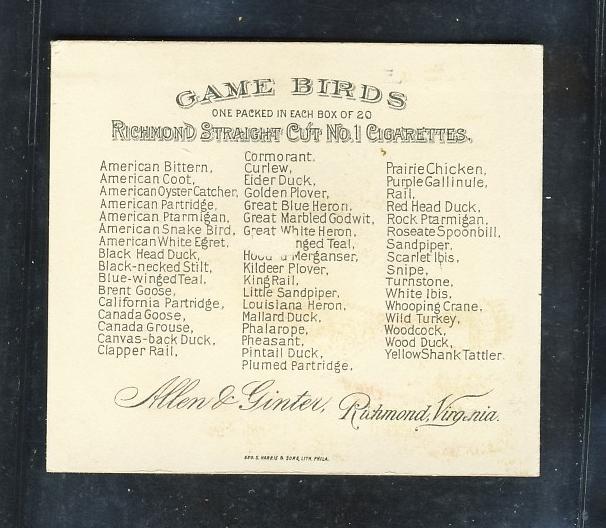 GAME BIRDS
ONE PACKED IN EACH BOX OF 20
RICHMOND STRAIGHT CUT NO.1 CIGARETTES.
American Bittern,
American Coot,
American Oyster Catcher,
American Partridge,
American Ptarmigan,
American Snake Bird,
American White Egret,
Black Head Duck,
Black-necked Stilt,
Blue-winged Teal,
Brent Goose,
California Partridge,
Canada Goose,
Canada Grouse,
Canvas-back Duck,
Clapper Rail,
Cormorant.
Curlew,
Eider Duck,
Golden Plover,
Great Blue Heron,
Great Marbled Godwit,
Great White Heron,
nged Teal,
Merganser,
Kildeer Plover,
King Rail,
Little Sandpiper,
Louisiana Heron,
Mallard Duck,
Phalarope,
Pheasant,
Pintail Duck,
Plumed Partridge,
Prairie Chicken,
Purple Gallinule,
Rail,
Red Head Duck,
Rock Ptarmigan,
Roseate Spoonbill,
Sandpiper,
Scarlet Ibis,
Snipe,
Turnstone,
White Ibis,
Whooping Crane,
Wild Turkey,
Woodcock,
Wood Duck,
Yellow Shank Tattler.
Allen & Ginter, Richmond, Virginia.
GEO. S. HARRIS & SONS, LITH. PHILA.